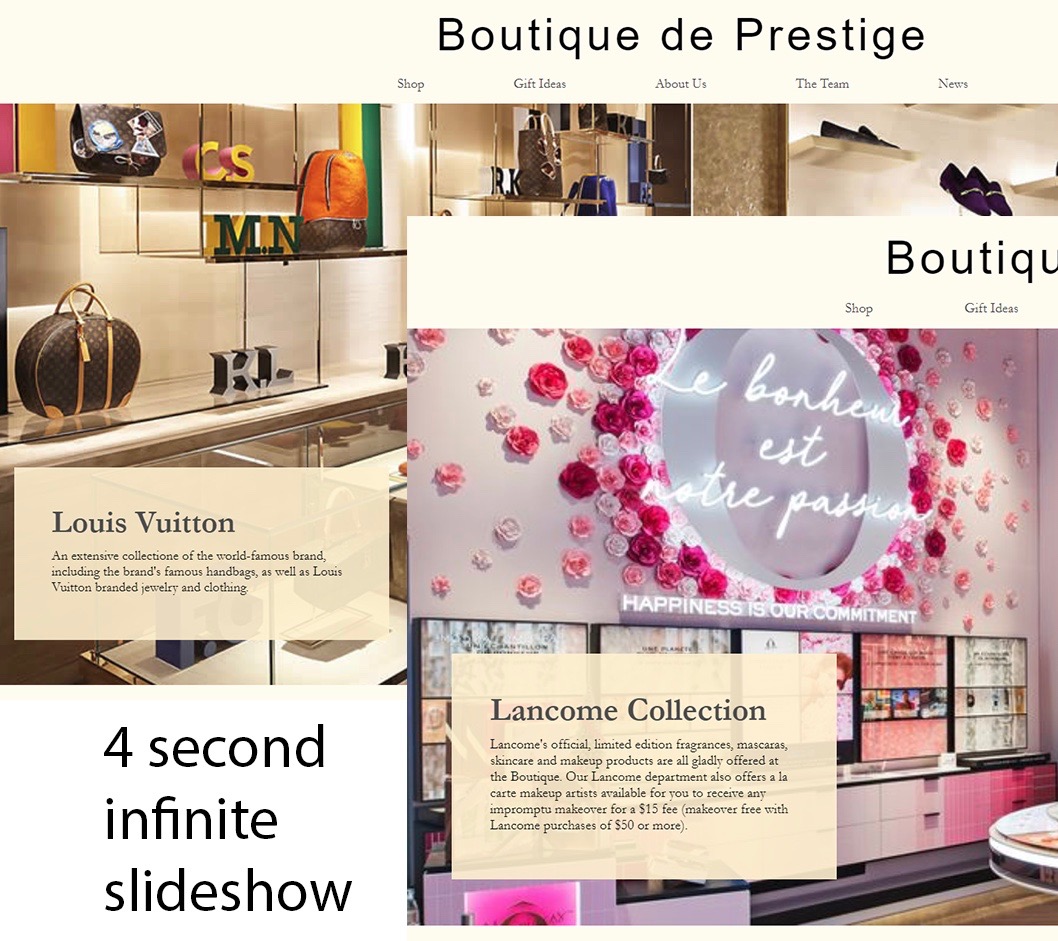 Boutique de Prestige
Shop Gift Ideas About Us The Team News
C.S
R.K
M.N
R.L
Louis Vuitton
An extensive collectione of the world-famous brand,
including the brand's famous handbags, as well as Louis
Vuitton branded jewelry and clothing.
4 second
infinite
slideshow
Boutiqu
Shop Gift Ideas
Le bonheur
est
notre passion
HAPPINESS IS OUR COMMITMENT
UN ÉCHANTILLON
UNE PLANÈTE
Lancome Collection
Lancome's official, limited edition fragrances, mascaras,
skincare and makeup products are all gladly offered at
the Boutique. Our Lancome department also offers a la
carte makeup artists available for you to receive any
impromptu makeover for a $15 fee (makeover free with
Lancome purchases of $50 or more).